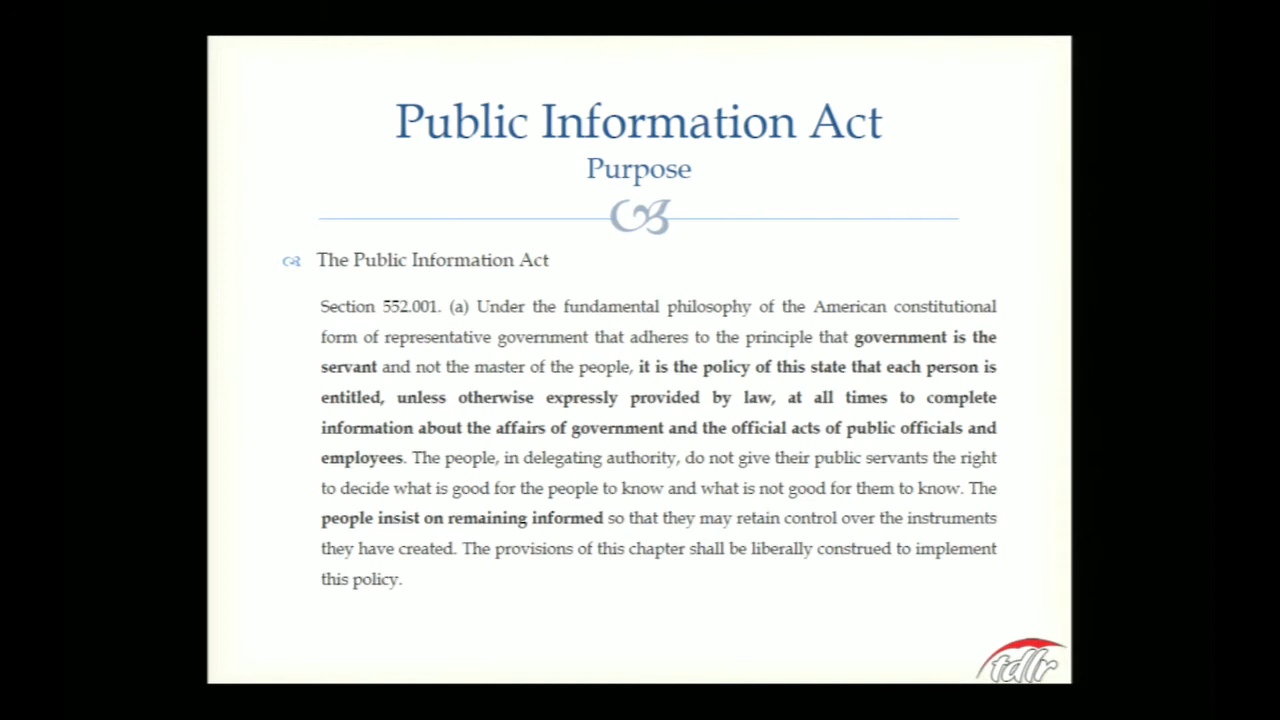 Public Information Act
Purpose
The Public Information Act
Section 552.001. (a) Under the fundamental philosophy of the American constitutional
form of representative government that adheres to the principle that government is the
servant and not the master of the people, it is the policy of this state that each person is
entitled, unless otherwise expressly provided by law, at all times to complete
information about the affairs of government and the official acts of public officials and
employees. The people, in delegating authority, do not give their public servants the right
to decide what is good for the people to know and what is not good for them to know. The
people insist on remaining informed so that they may retain control over the instruments
they have created. The provisions of this chapter shall be liberally construed to implement
this policy.
tdlr